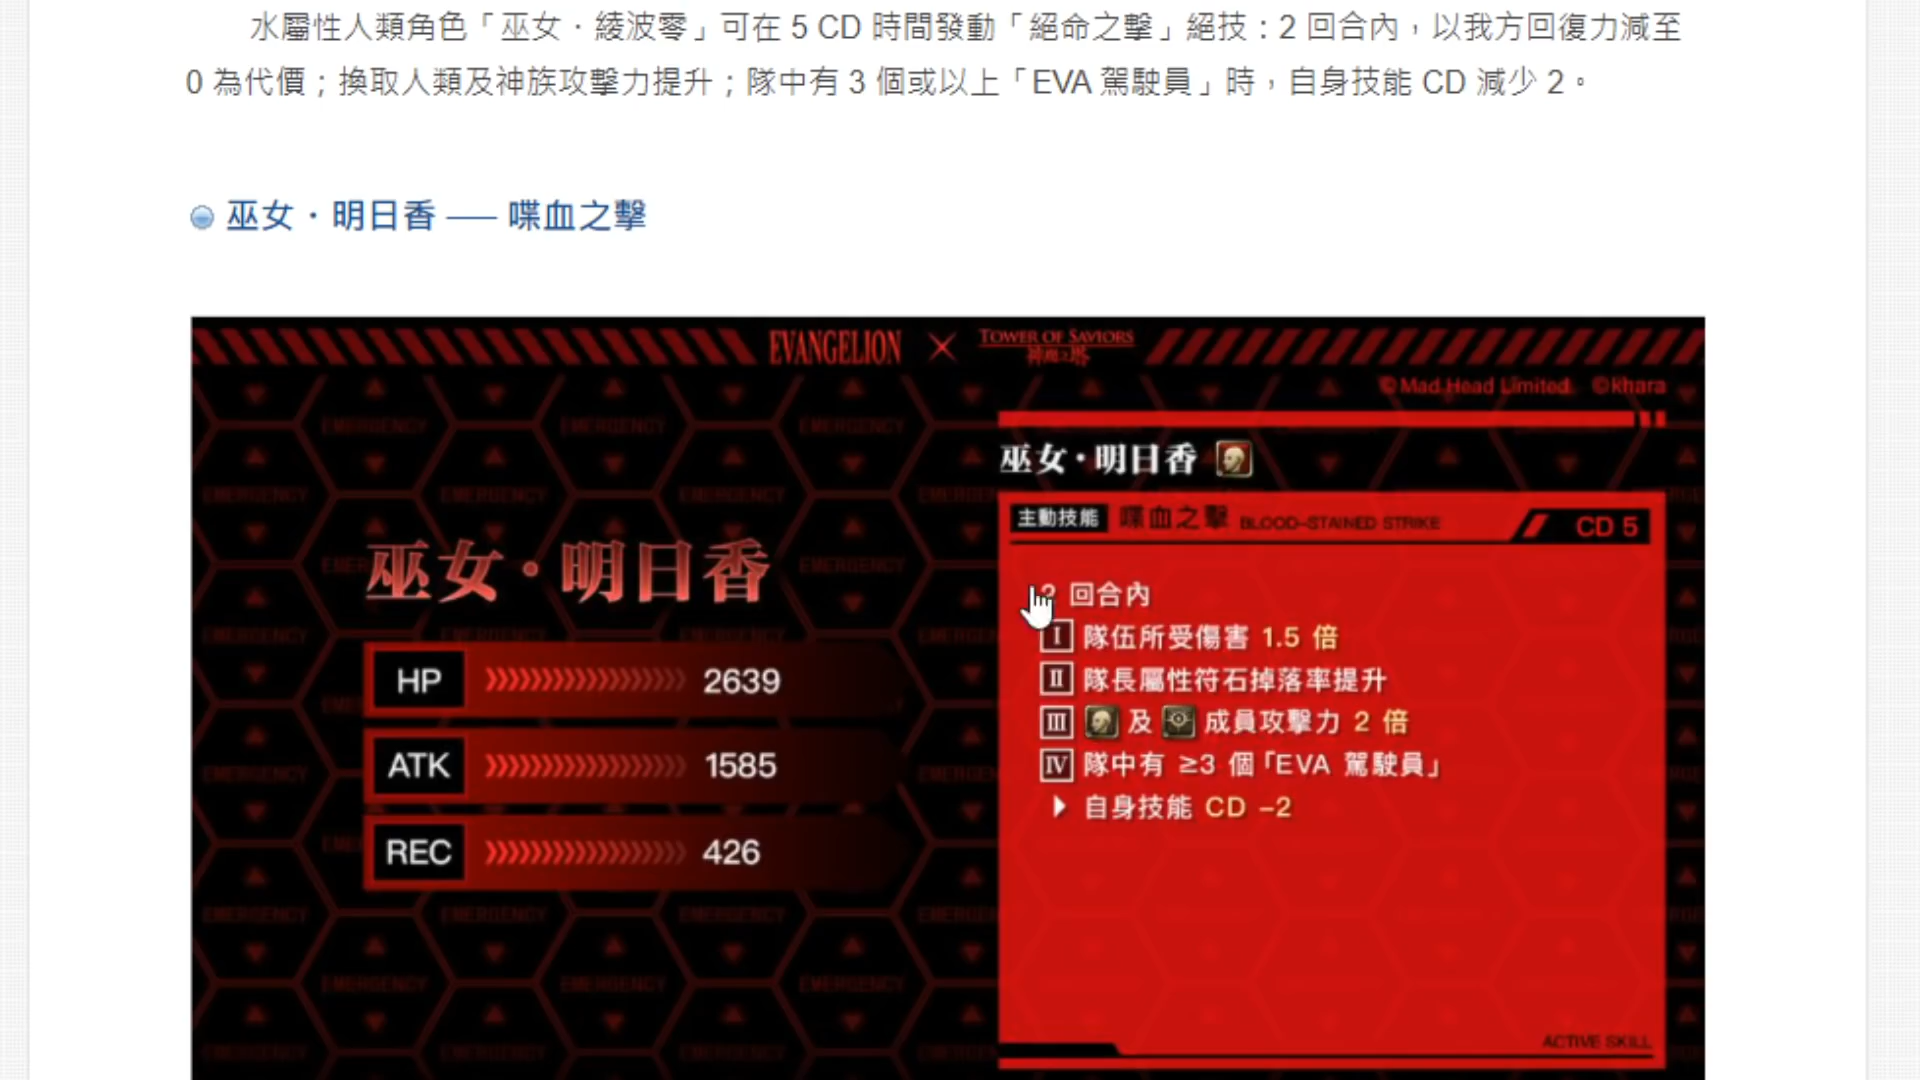 水屬性人類角色「巫女．綾波零」可在 5 CD 時間發動「絕命之擊」絕技：2 回合內，以我方回復力減至
0 為代價；換取人類及神族攻擊力提升；隊中有 3 個或以上「EVA 駕駛員」時，自身技能 CD 減少 2。
巫女．明日香 —— 喋血之擊
EVANGELION × TOWER OF SAVIORS
神魔之塔
©Mad Head Limited ©khara
巫女・明日香
主動技能 喋血之擊 BLOOD-STAINED STRIKE CD 5
巫女・明日香
HP 2639
ATK 1585
REC 426
2 回合內
I 隊伍所受傷害 1.5 倍
II 隊長屬性符石掉落率提升
III 及 成員攻擊力 2 倍
IV 隊中有 ≥3 個「EVA 駕駛員」
自身技能 CD −2
ACTIVE SKILL